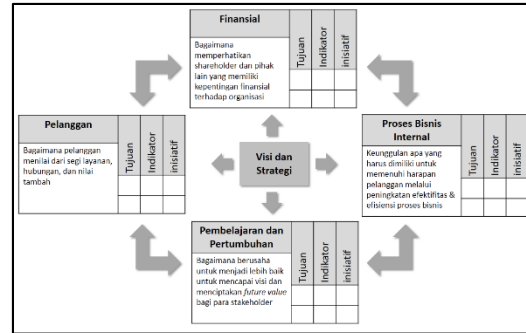 Finansial
Bagaimana
memperhatikan
shareholder dan pihak
lain yang memiliki
kepentingan finansial
terhadap organisasi
Tujuan
Indikator
inisiatif
Pelanggan
Bagaimana pelanggan
menilai dari segi layanan,
hubungan, dan nilai
tambah
Tujuan
Indikator
inisiatif
Visi dan
Strategi
Proses Bisnis
Internal
Keunggulan apa yang
harus dimiliki untuk
memenuhi harapan
pelanggan melalui
peningkatan efektifitas &
efisiensi proses bisnis
Tujuan
Indikator
inisiatif
Pembelajaran dan
Pertumbuhan
Bagaimana berusaha
untuk menjadi lebih baik
untuk mencapai visi dan
menciptakan future value
bagi para stakeholder
Tujuan
Indikator
inisiatif